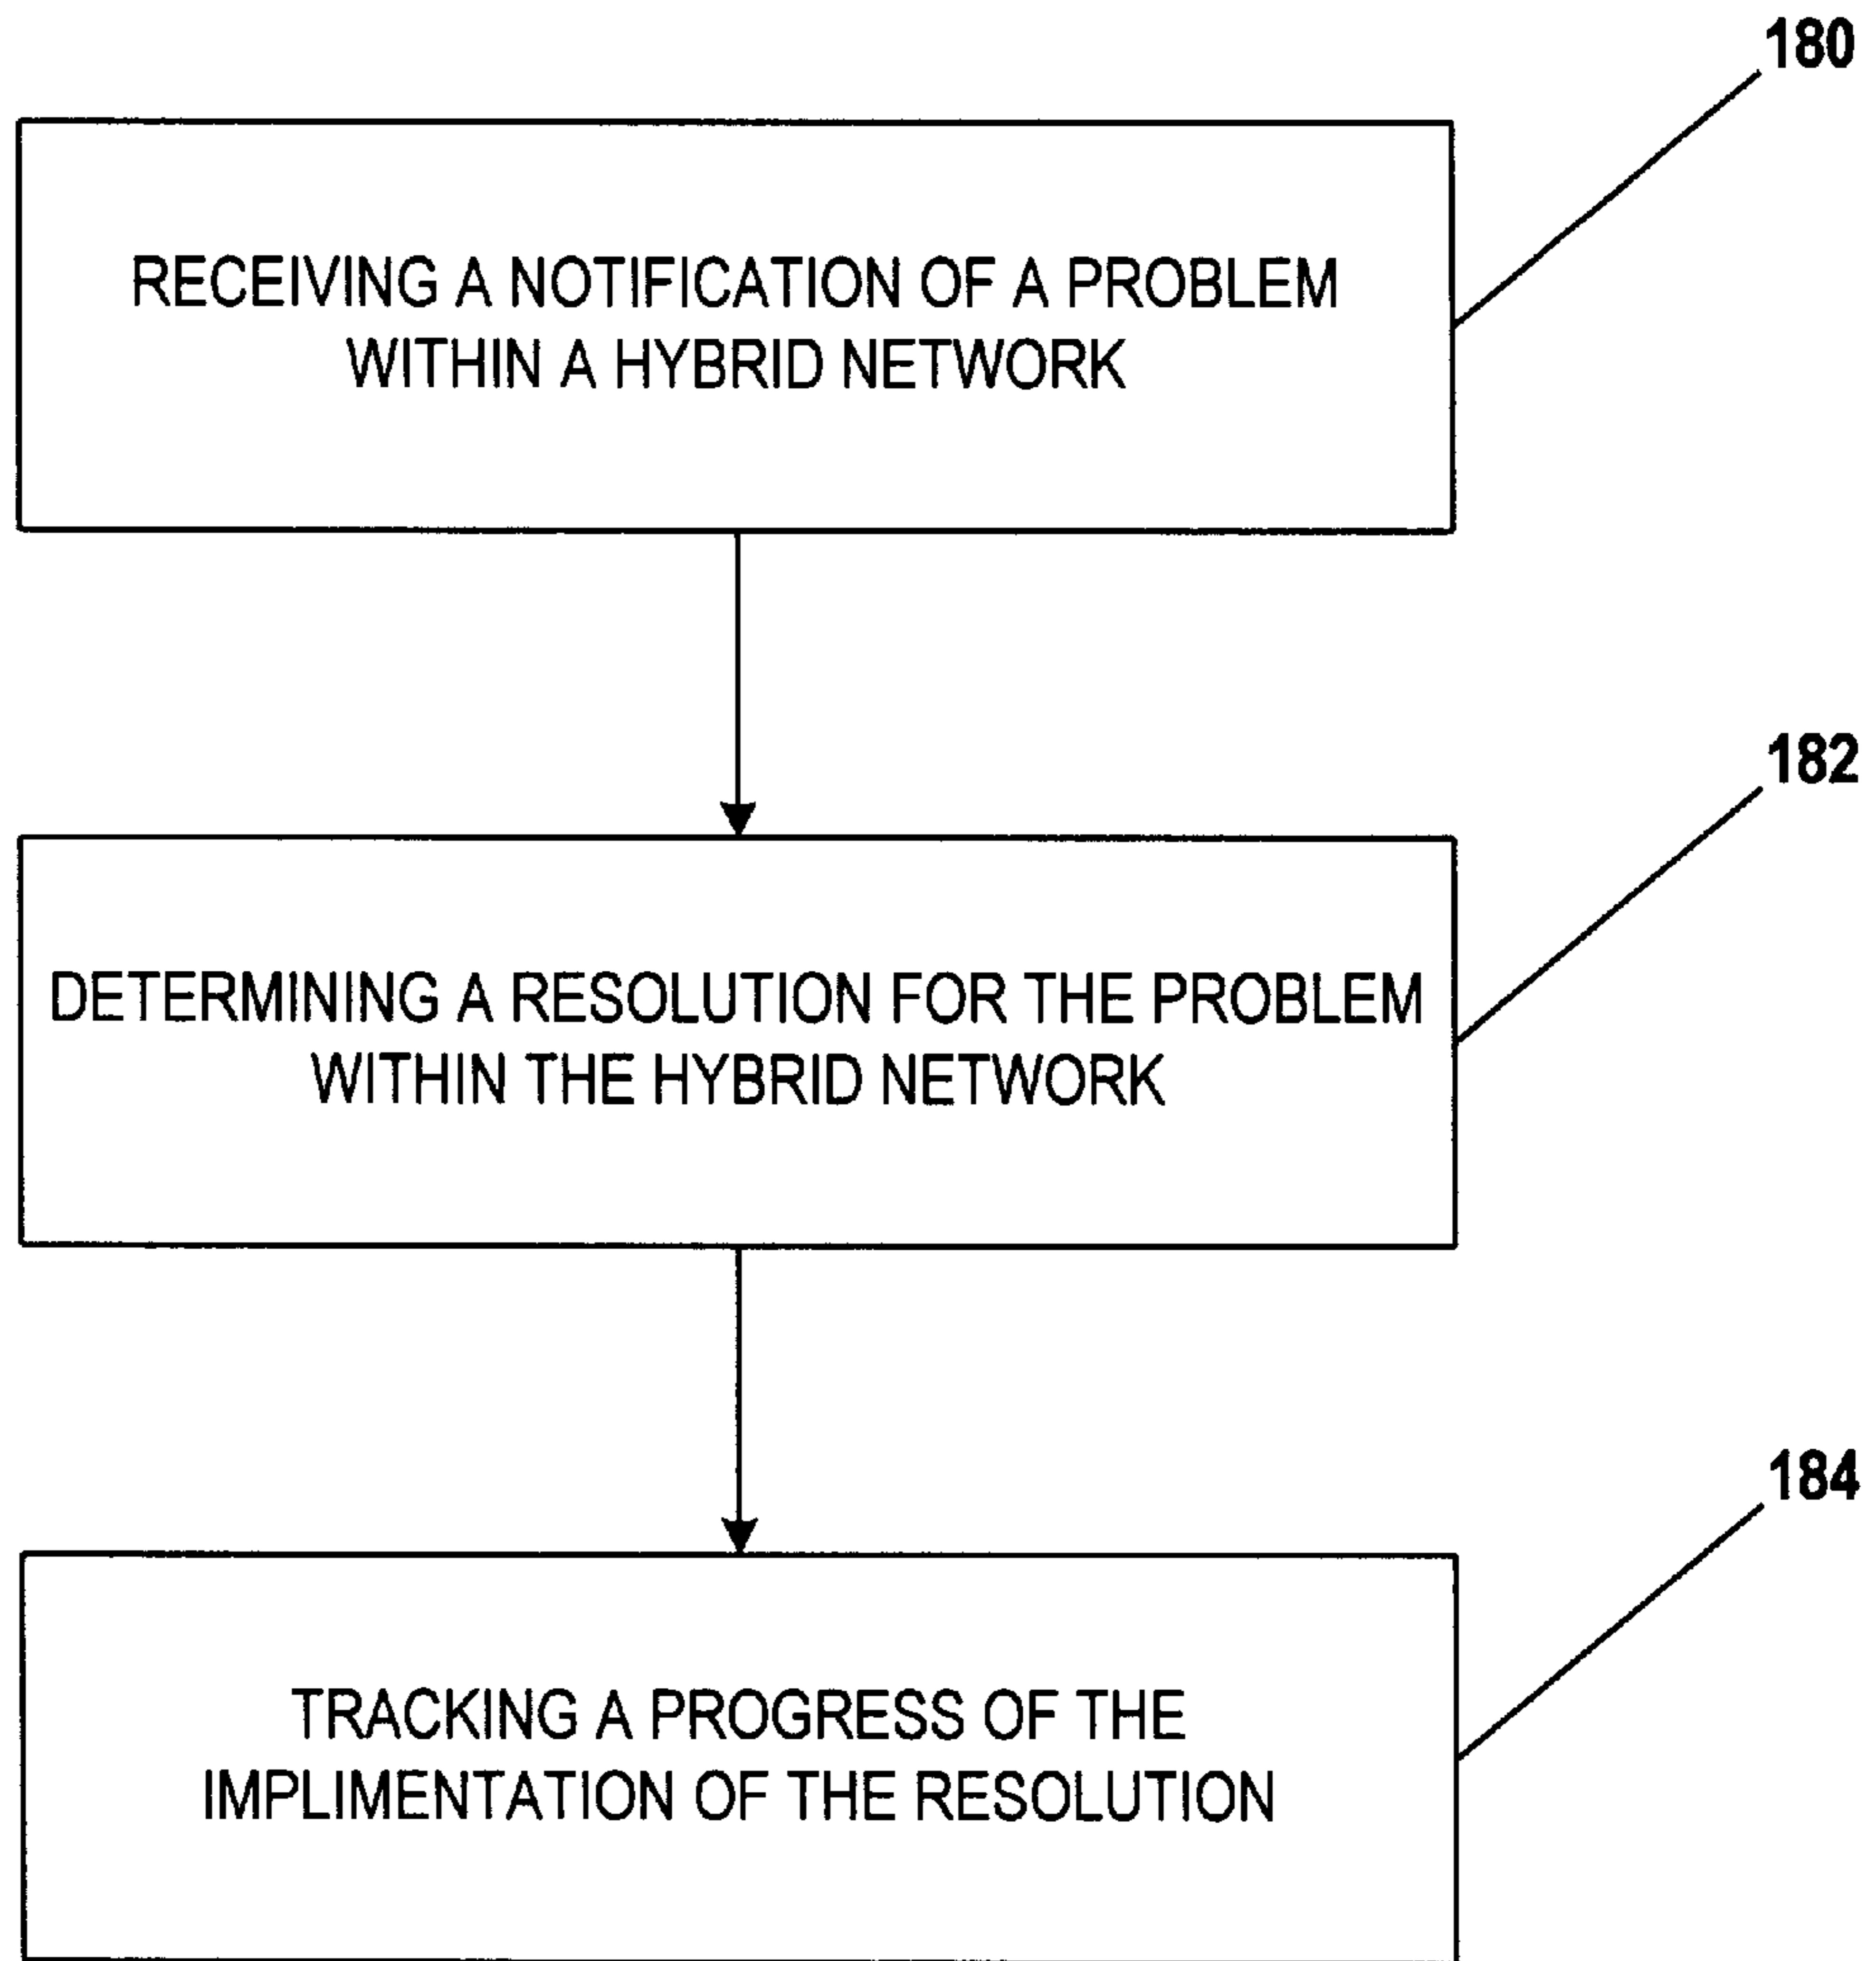 180
RECEIVING A NOTIFICATION OF A PROBLEM
WITHIN A HYBRID NETWORK
182
DETERMINING A RESOLUTION FOR THE PROBLEM
WITHIN THE HYBRID NETWORK
184
TRACKING A PROGRESS OF THE
IMPLIMENTATION OF THE RESOLUTION